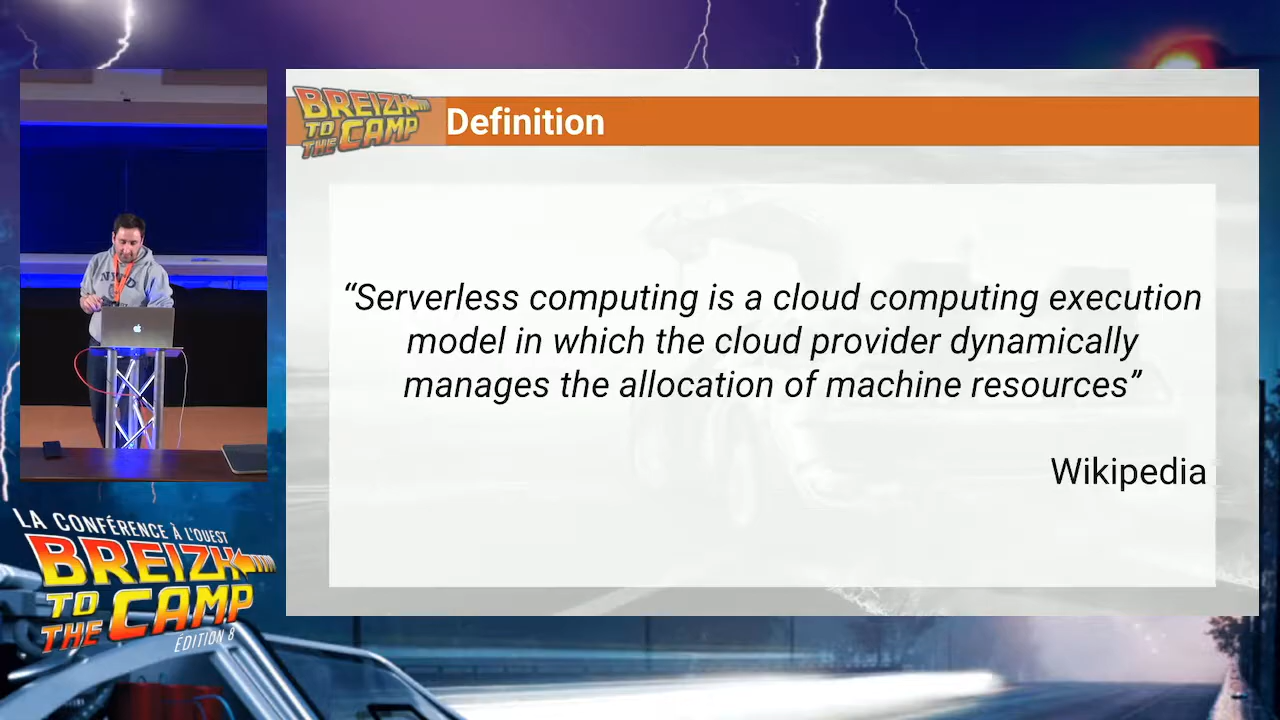 BREIZH
TO
THE CAMP
Definition
“Serverless computing is a cloud computing execution
model in which the cloud provider dynamically
manages the allocation of machine resources”
Wikipedia
LA CONFÉRENCE À L'OUEST
BREIZH
TO
THE CAMP
ÉDITION 8